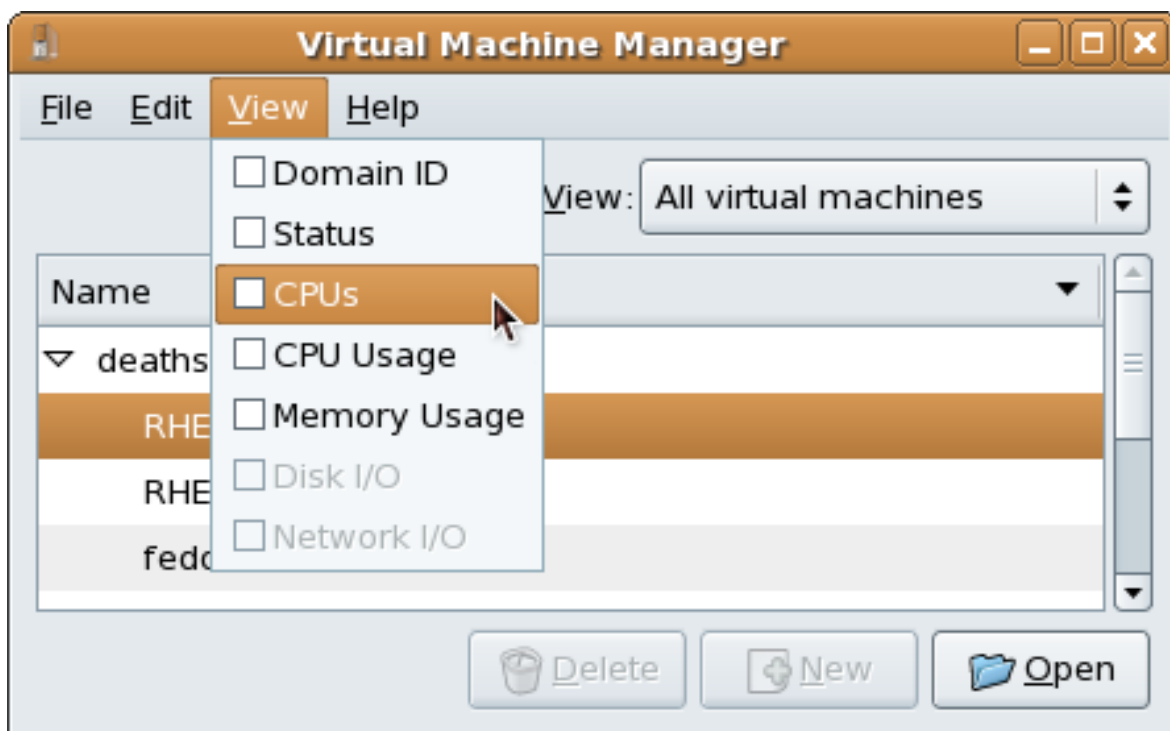 Virtual Machine Manager
File Edit View Help
Domain ID
View: All virtual machines
Status
Name
CPUs
deaths
CPU Usage
RHE
Memory Usage
RHE
Disk I/O
Network I/O
Delete New Open